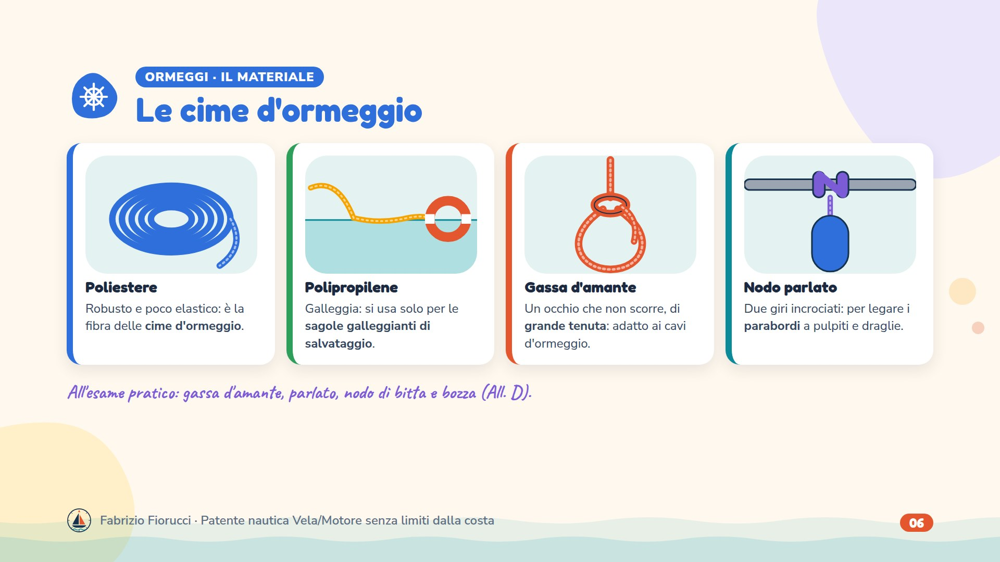 ORMEGGI · IL MATERIALE
Le cime d'ormeggio
Poliestere
Robusto e poco elastico: è la
fibra delle cime d'ormeggio.
Polipropilene
Galleggia: si usa solo per le
sagole galleggianti di
salvataggio.
Gassa d'amante
Un occhio che non scorre, di
grande tenuta: adatto ai cavi
d'ormeggio.
Nodo parlato
Due giri incrociati: per legare i
parabordi a pulpiti e draglie.
All'esame pratico: gassa d'amante, parlato, nodo di bitta e bozza (All. D).
Fabrizio Fiorucci · Patente nautica Vela/Motore senza limiti dalla costa
06